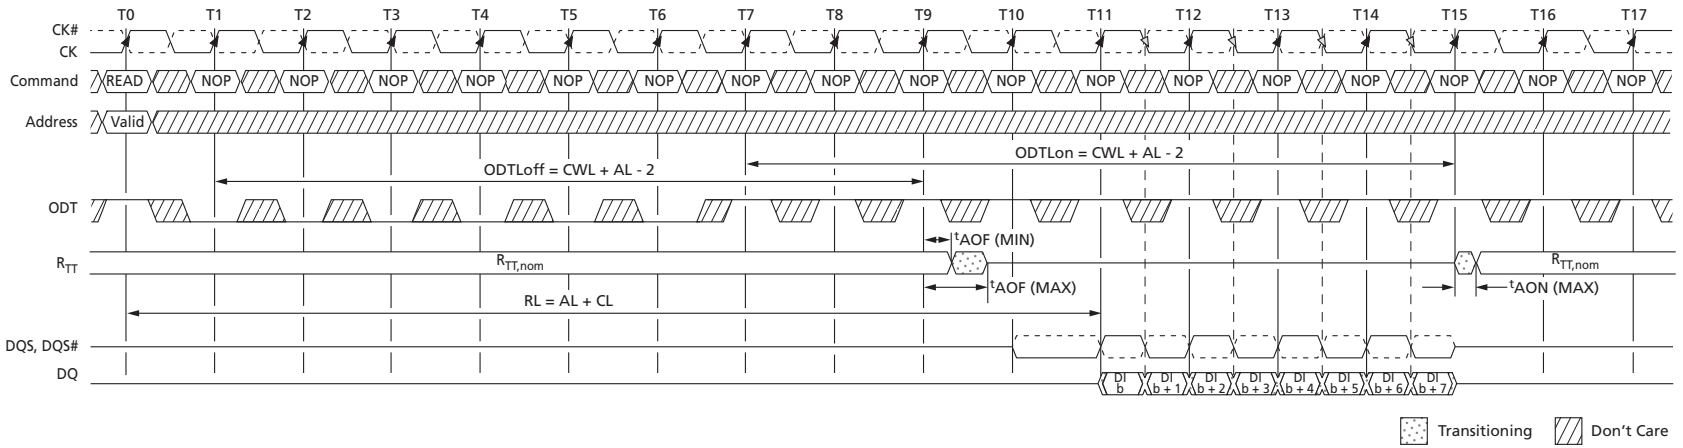 T0 T1 T2 T3 T4 T5 T6 T7 T8 T9 T10 T11 T12 T13 T14 T15 T16 T17
CK#
CK
Command READ NOP NOP NOP NOP NOP NOP NOP NOP NOP NOP NOP NOP NOP NOP NOP NOP NOP
Address Valid
ODTLon = CWL + AL - 2
ODTLoff = CWL + AL - 2
ODT
tAOF (MIN)
RTT RTT,nom RTT,nom
tAOF (MAX) tAON (MAX)
RL = AL + CL
DQS, DQS#
DQ
DI DI DI DI DI DI DI DI
b b + 1 b + 2 b + 3 b + 4 b + 5 b + 6 b + 7
Transitioning Don't Care